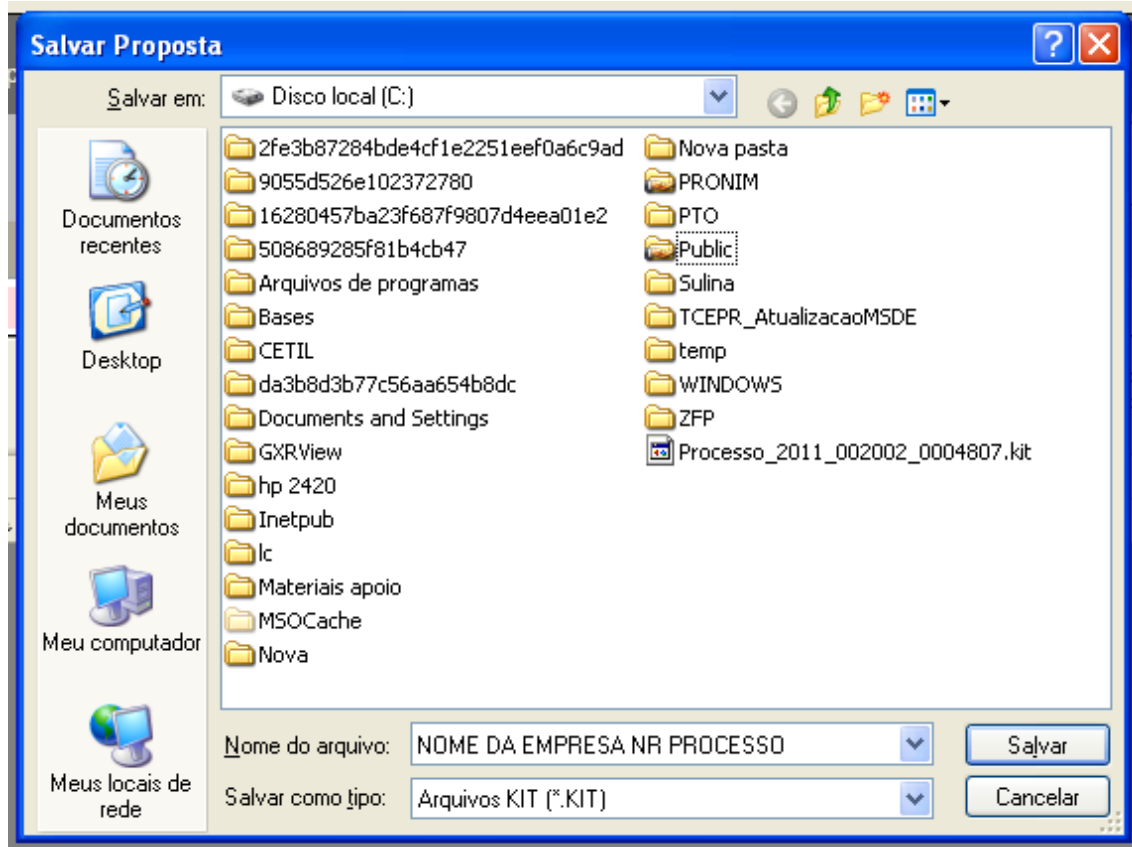 Salvar Proposta
Salvar em:
Disco local (C:)
Documentos
recentes
Desktop
Meus
documentos
Meu computador
Meus locais de
rede
2fe3b87284bde4cf1e2251eef0a6c9ad
9055d526e102372780
16280457ba23f687f9807d4eea01e2
508689285f81b4cb47
Arquivos de programas
Bases
CETIL
da3b8d3b77c56aa654b8dc
Documents and Settings
GXRView
hp 2420
Inetpub
lc
Materiais apoio
MSOCache
Nova
Nova pasta
PRONIM
PTO
Public
Sulina
TCEPR_AtualizacaoMSDE
temp
WINDOWS
ZFP
Processo_2011_002002_0004807.kit
Nome do arquivo:
NOME DA EMPRESA NR PROCESSO
Salvar
Salvar como tipo:
Arquivos KIT (*.KIT)
Cancelar